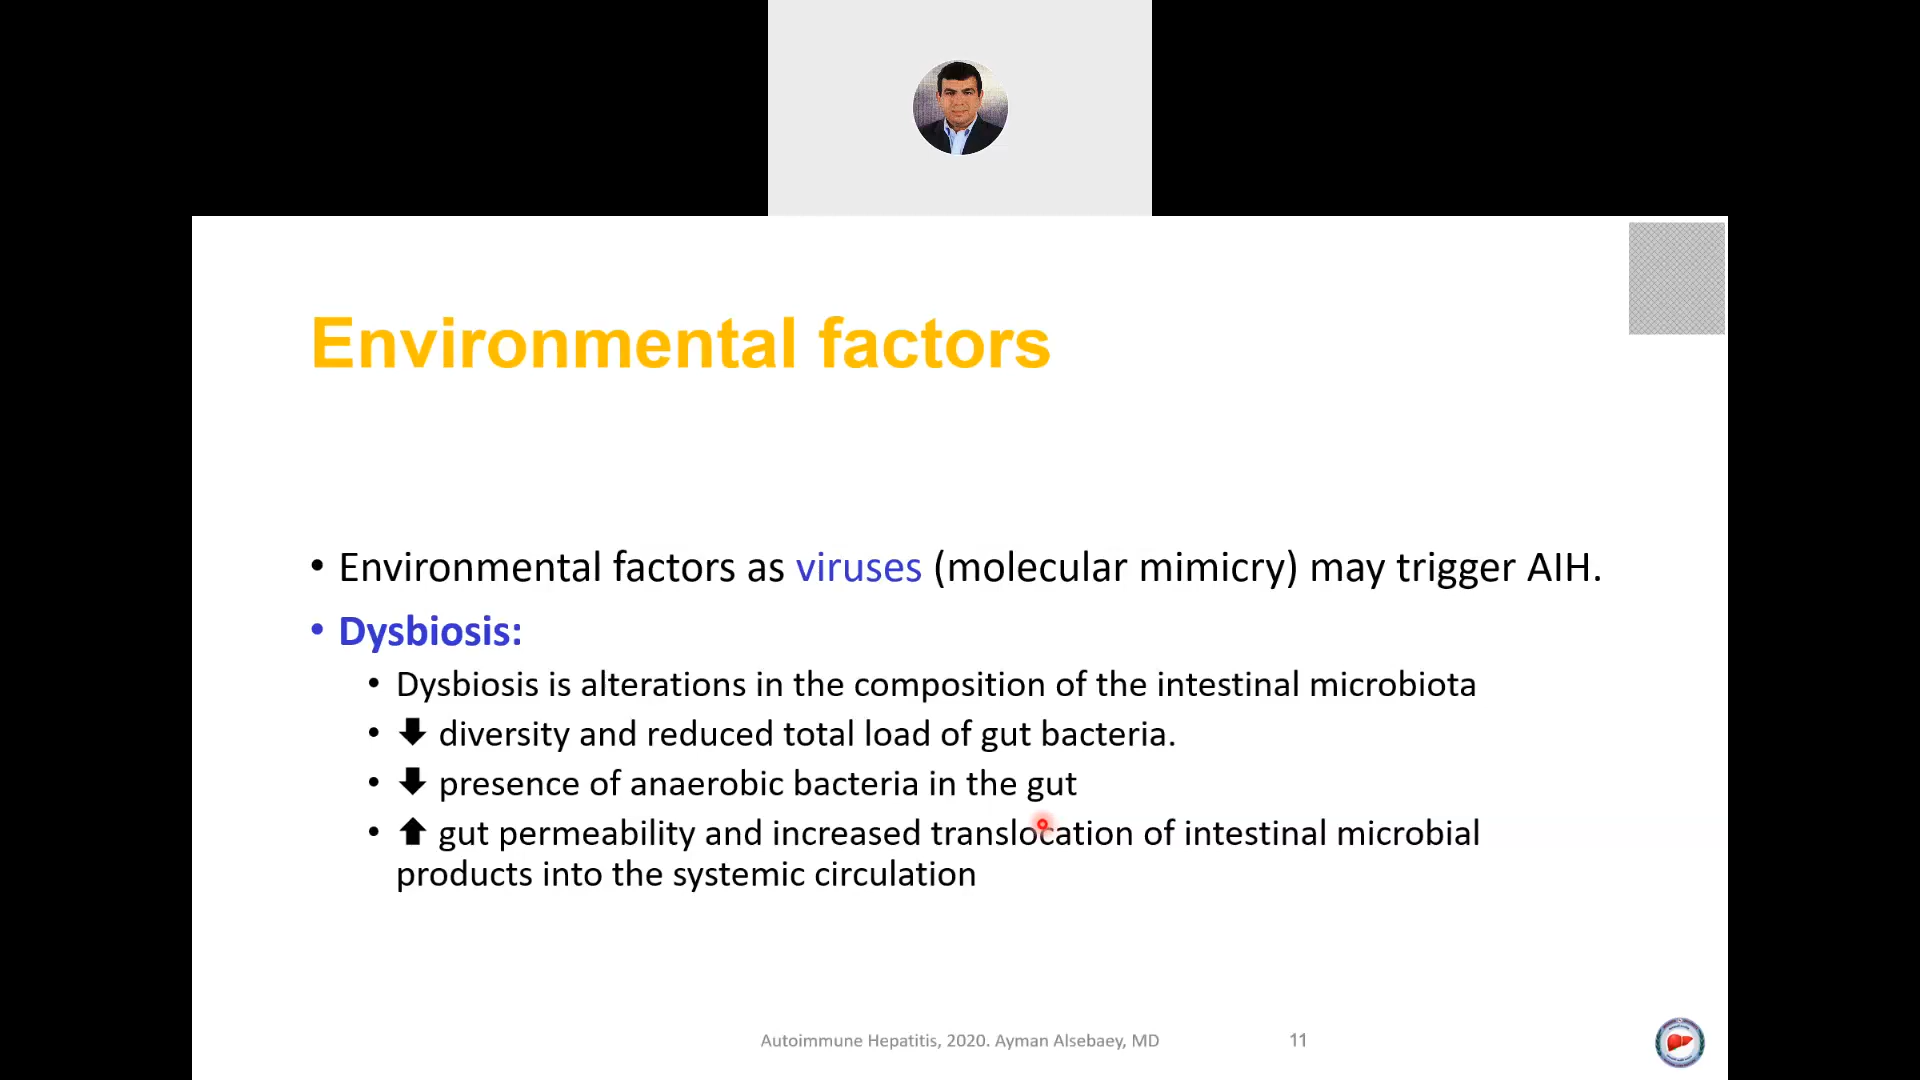 Environmental factors
• Environmental factors as viruses (molecular mimicry) may trigger AIH.
• Dysbiosis:
• Dysbiosis is alterations in the composition of the intestinal microbiota
• 🡇 diversity and reduced total load of gut bacteria.
• 🡇 presence of anaerobic bacteria in the gut
• 🡅 gut permeability and increased translocation of intestinal microbial
products into the systemic circulation
Autoimmune Hepatitis, 2020. Ayman Alsebaey, MD
11